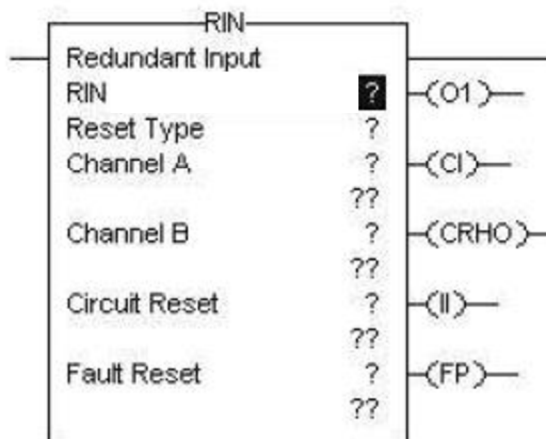 RIN
Redundant Input
RIN ? (O1)
Reset Type ?
Channel A ? (CI)
??
Channel B ? (CRHO)
??
Circuit Reset ? (II)
??
Fault Reset ? (FP)
??